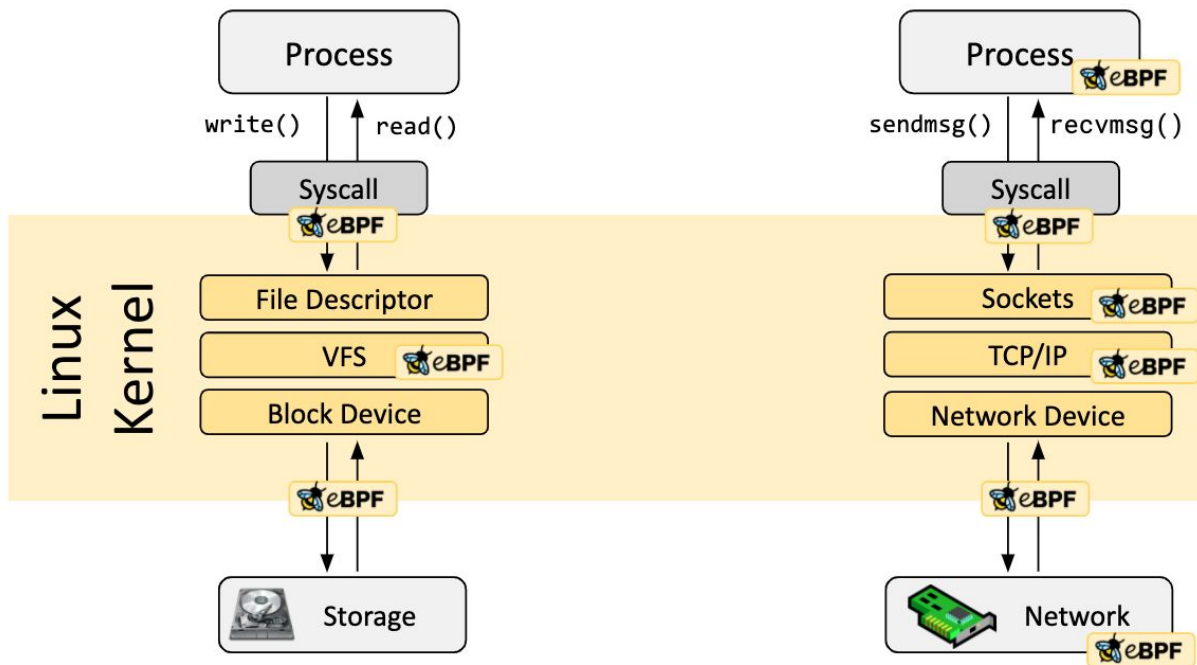 Process
Process
eBPF
write()
read()
sendmsg()
recvmsg()
Syscall
Syscall
eBPF
eBPF
Linux
Kernel
File Descriptor
Sockets
eBPF
VFS
eBPF
TCP/IP
eBPF
Block Device
Network Device
eBPF
eBPF
Storage
Network
eBPF